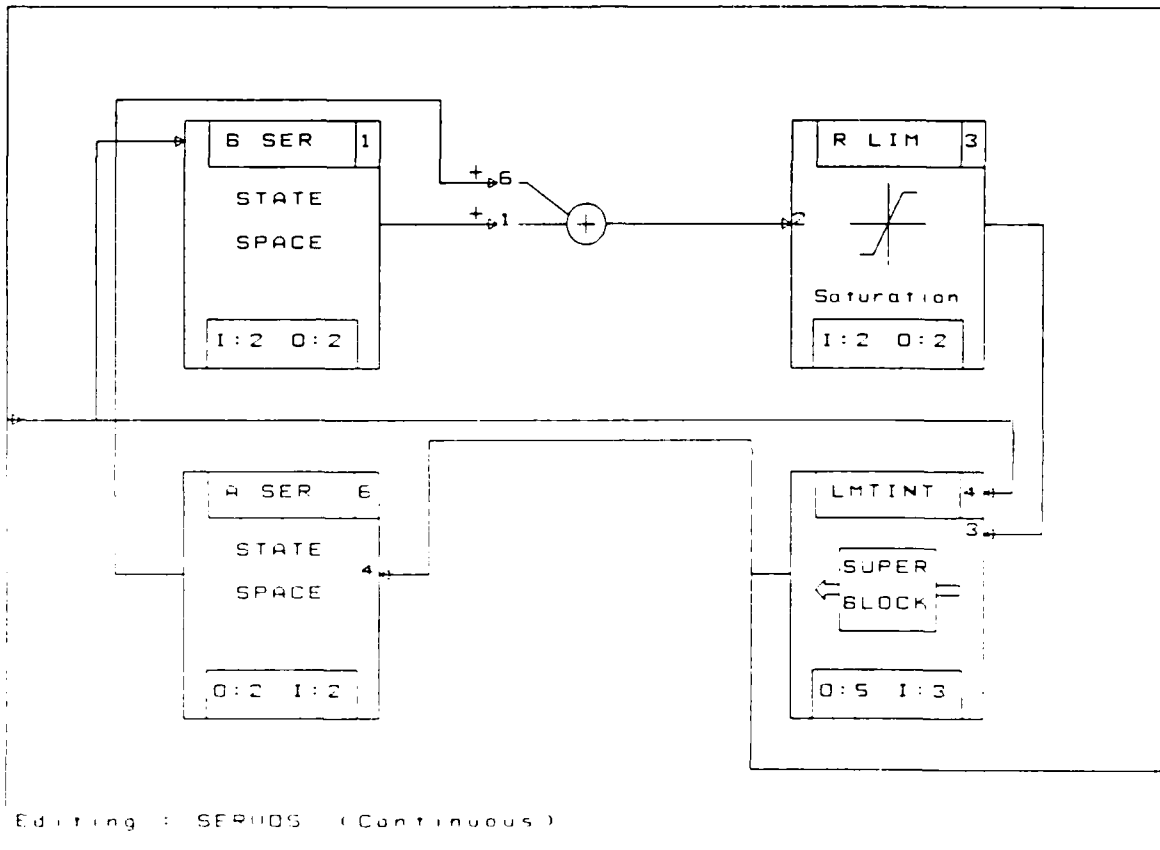 B SER 1
STATE
SPACE
I:2 O:2
+ 6
+ 1
+
2
R LIM 3
Saturation
I:2 O:2
A SER 6
STATE
SPACE
4
O:2 I:2
LMTINT 4
3
SUPER
BLOCK
O:5 I:3
Editing : SERVOS (Continuous)